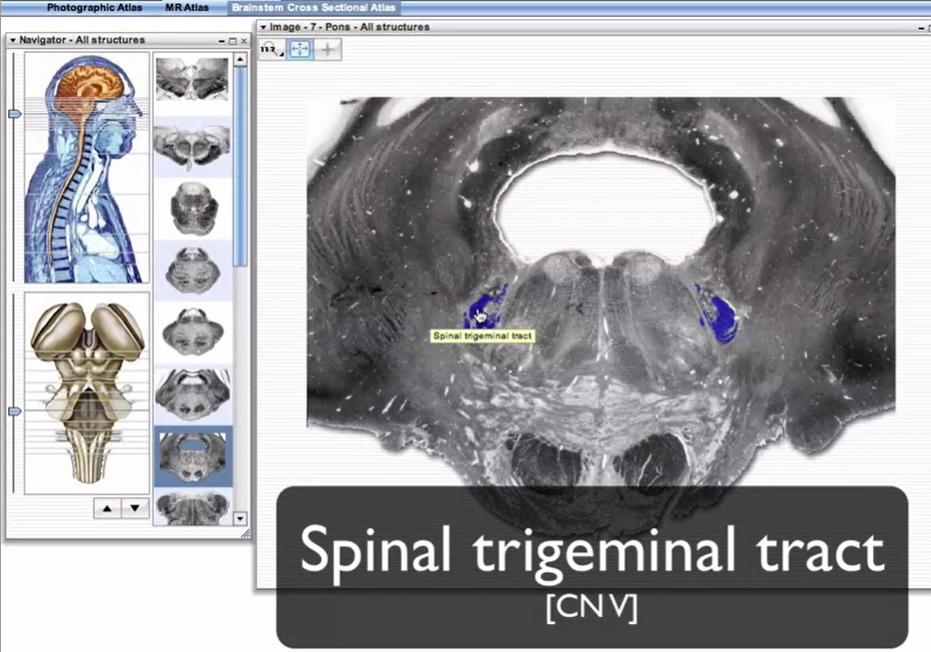 Photographic Atlas MR Atlas Brainstem Cross Sectional Atlas
Navigator - All structures
Image - 7 - Pons - All structures
Spinal trigeminal tract
Spinal trigeminal tract
[CN V]